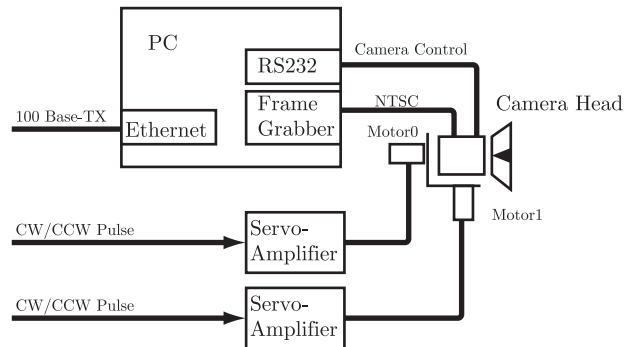 PC
RS232
Camera Control
Frame
Grabber
NTSC
Camera Head
100 Base-TX
Ethernet
Motor0
Motor1
CW/CCW Pulse
Servo-
Amplifier
CW/CCW Pulse
Servo-
Amplifier